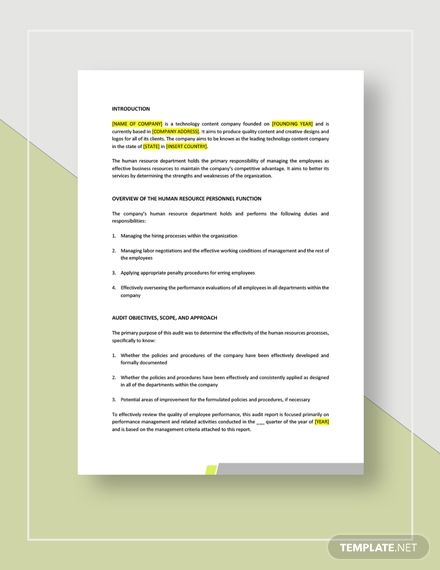 INTRODUCTION
[NAME OF COMPANY] is a technology content company founded on [FOUNDING YEAR] and is
currently based in [COMPANY ADDRESS]. It aims to produce quality content and creative designs and
logos for all of its clients. The company aims to be known as the leading technology content company
in the state of [STATE] in [INSERT COUNTRY].
The human resource department holds the primary responsibility of managing the employees as
effective business resources to maintain the company's competitive advantage. It aims to better its
services by determining the strengths and weaknesses of the organization.
OVERVIEW OF THE HUMAN RESOURCE PERSONNEL FUNCTION
The company's human resource department holds and performs the following duties and
responsibilities:
1. Managing the hiring processes within the organization
2. Managing labor negotiations and the effective working conditions of management and the rest of
the employees
3. Applying appropriate penalty procedures for erring employees
4. Effectively overseeing the performance evaluations of all employees in all departments within the
company
AUDIT OBJECTIVES, SCOPE, AND APPROACH
The primary purpose of this audit was to determine the effectivity of the human resources processes,
specifically to know:
1. Whether the policies and procedures of the company have been effectively developed and
formally documented
2. Whether the policies and procedures have been effectively and consistently applied as designed
in all of the departments within the company
3. Potential areas of improvement for the formulated policies and procedures, if necessary
To effectively review the quality of employee performance, this audit report is focused primarily on
performance management and related activities conducted in the ___ quarter of the year of [YEAR]
and is based on the management criteria attached to this report.
TEMPLATE.NET